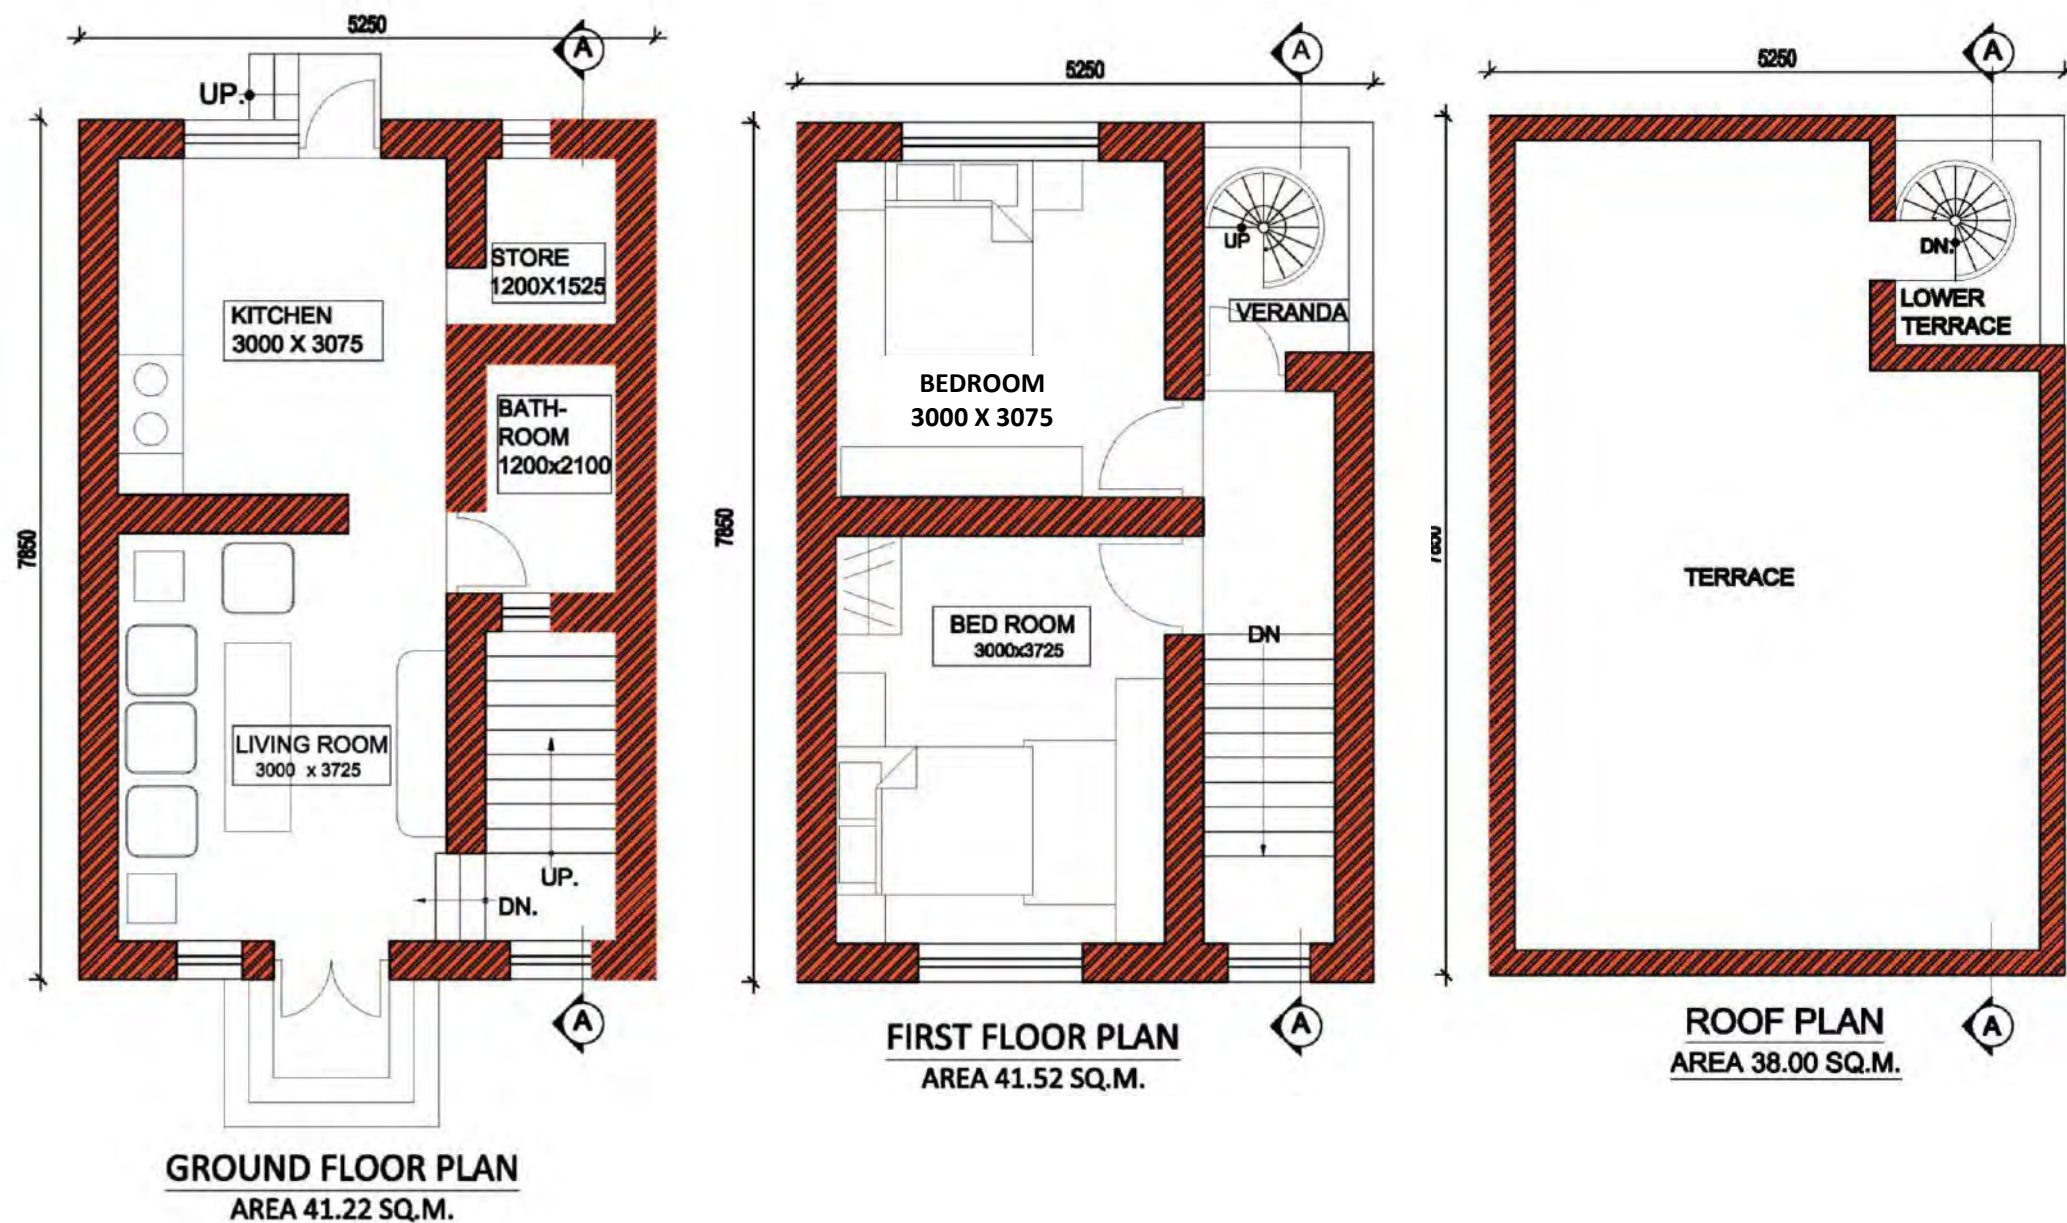 5250
A
UP.
7850
STORE
1200X1525
KITCHEN
3000 X 3075
BATH-
ROOM
1200x2100
LIVING ROOM
3000 x 3725
UP.
DN.
A
GROUND FLOOR PLAN
AREA 41.22 SQ.M.
5250
A
7850
UP
VERANDA
BEDROOM
3000 X 3075
BED ROOM
3000x3725
DN
A
FIRST FLOOR PLAN
AREA 41.52 SQ.M.
5250
A
7850
DN.
LOWER
TERRACE
TERRACE
A
ROOF PLAN
AREA 38.00 SQ.M.